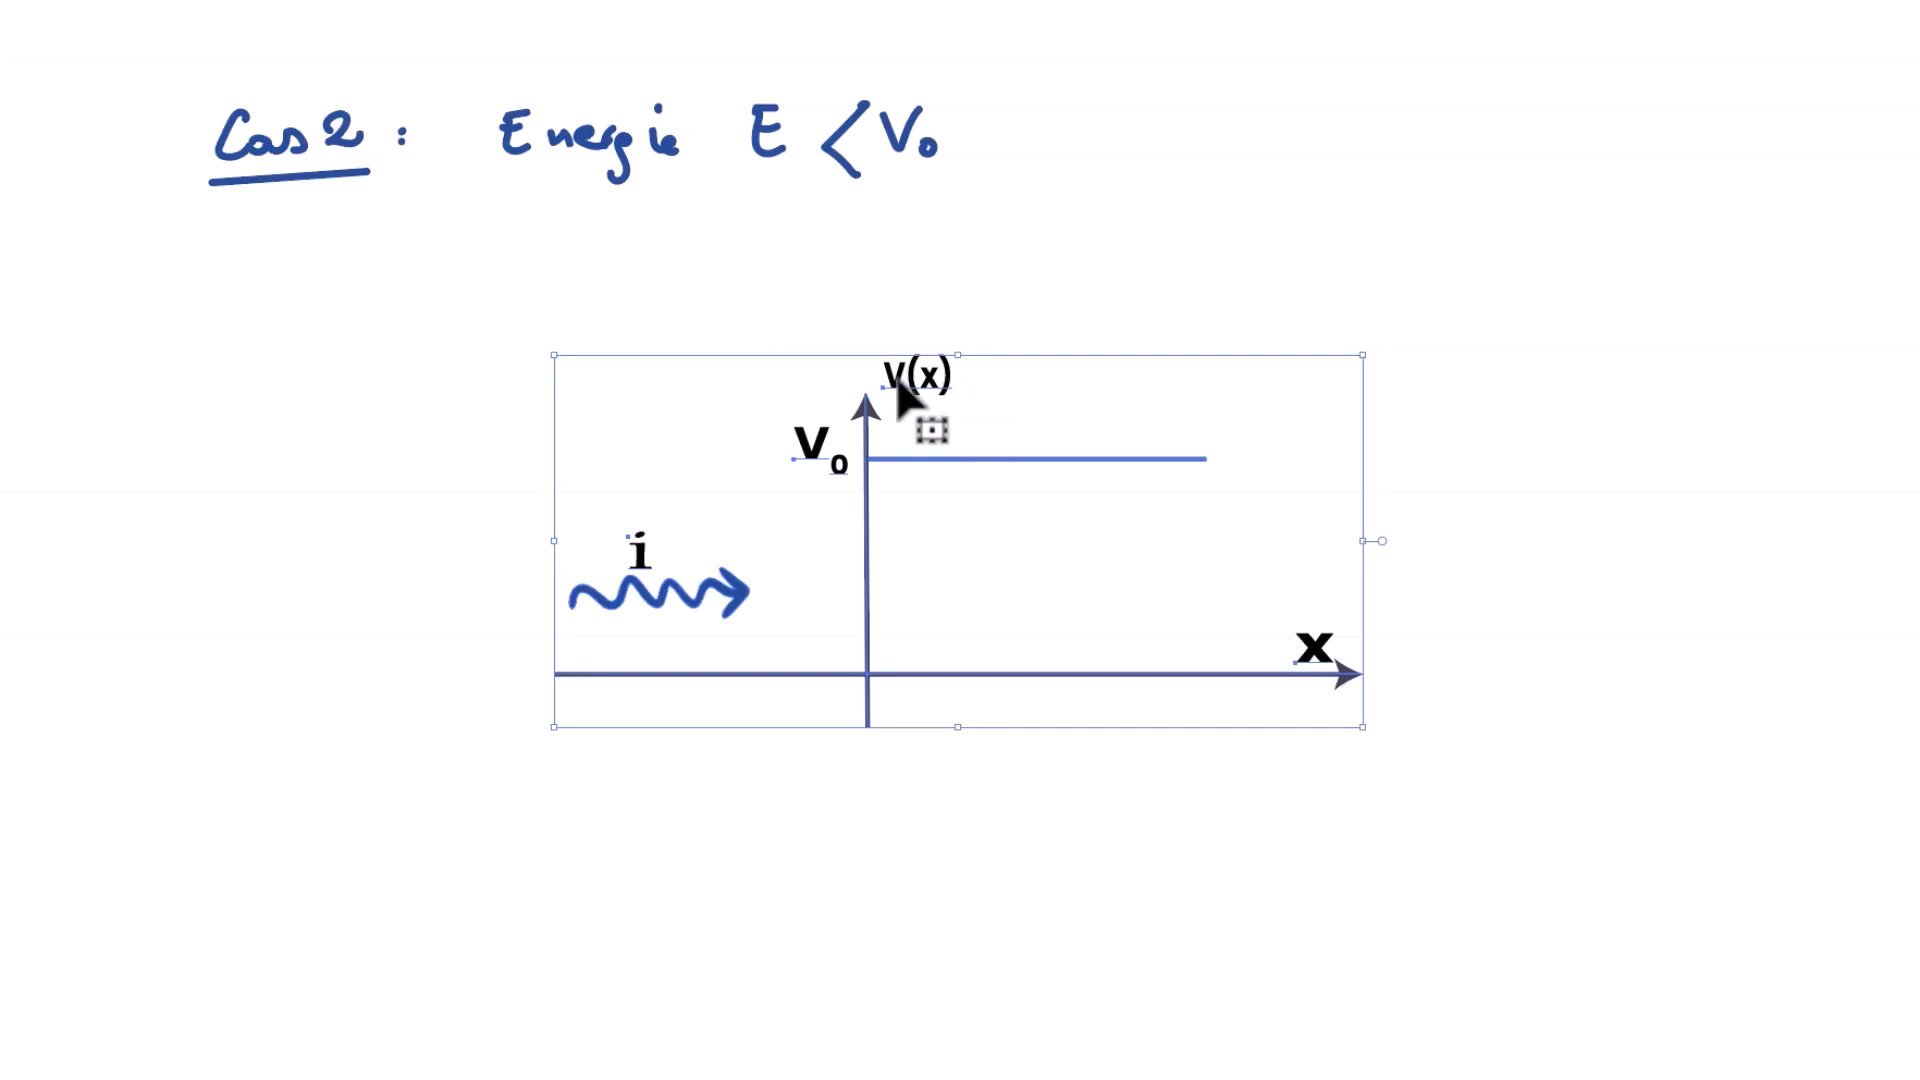 Cas 2 : Energie E < V₀
V(x)
V₀
i
x